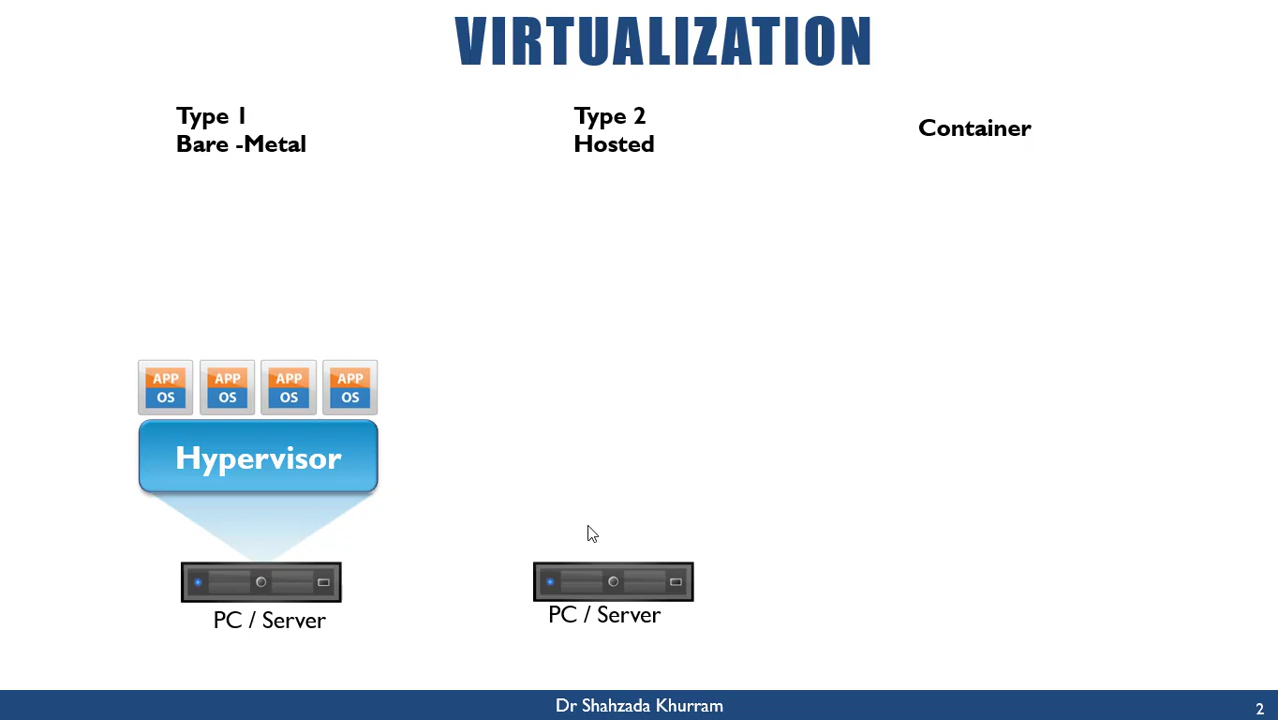 VIRTUALIZATION
Type 1
Bare -Metal
Type 2
Hosted
Container
APP APP APP APP
OS OS OS OS
Hypervisor
PC / Server
PC / Server
Dr Shahzada Khurram
2